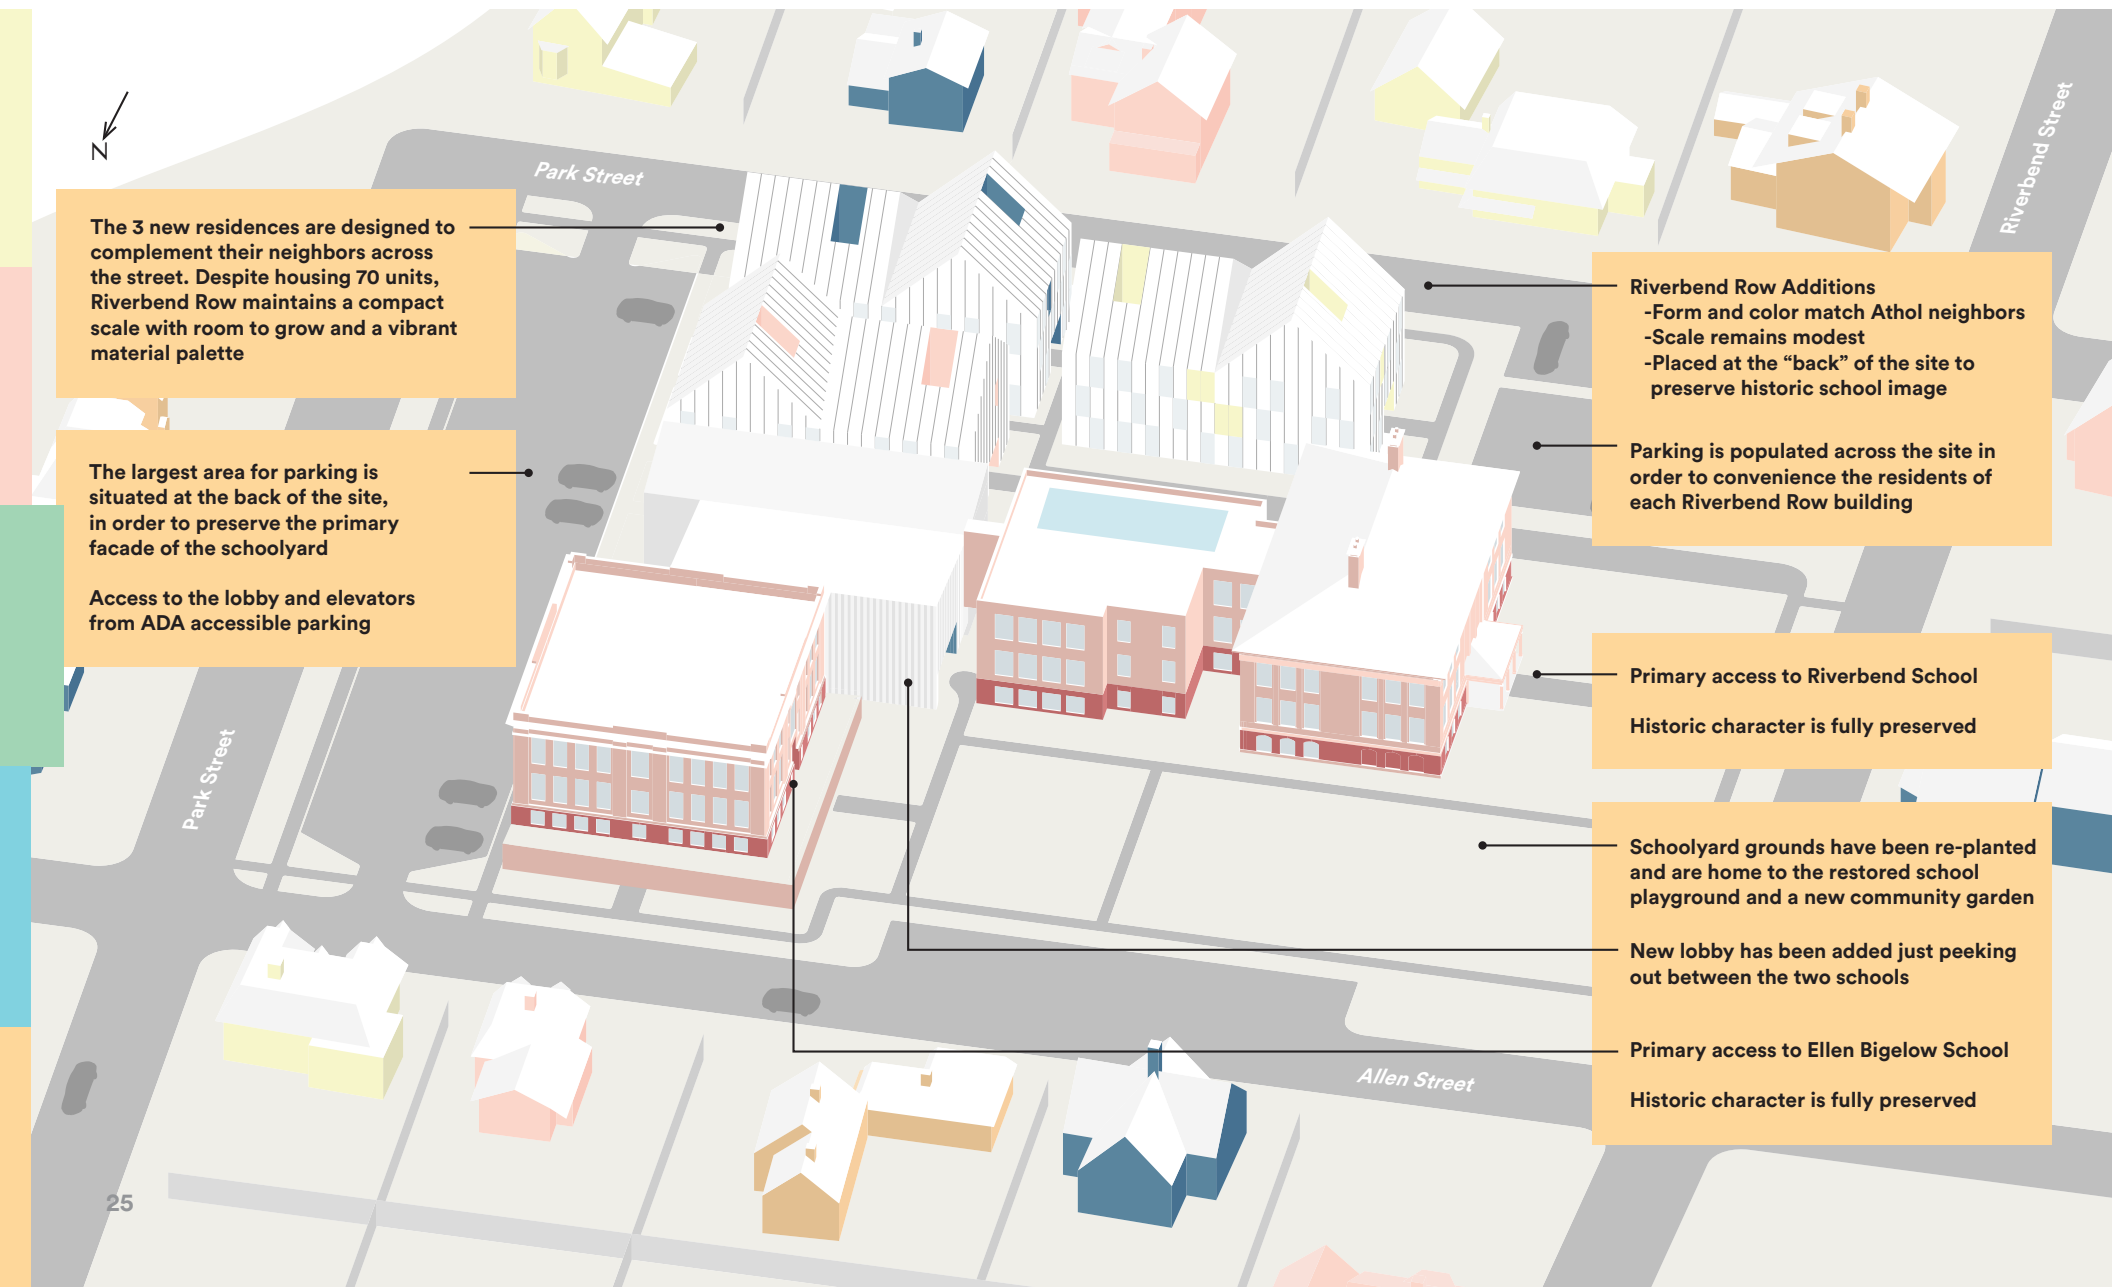 N
Park Street
Riverbend Street
The 3 new residences are designed to
complement their neighbors across
the street. Despite housing 70 units,
Riverbend Row maintains a compact
scale with room to grow and a vibrant
material palette
The largest area for parking is
situated at the back of the site,
in order to preserve the primary
facade of the schoolyard
Access to the lobby and elevators
from ADA accessible parking
Riverbend Row Additions
-Form and color match Athol neighbors
-Scale remains modest
-Placed at the “back” of the site to
preserve historic school image
Parking is populated across the site in
order to convenience the residents of
each Riverbend Row building
Primary access to Riverbend School
Historic character is fully preserved
Schoolyard grounds have been re-planted
and are home to the restored school
playground and a new community garden
New lobby has been added just peeking
out between the two schools
Primary access to Ellen Bigelow School
Historic character is fully preserved
Park Street
Allen Street
25